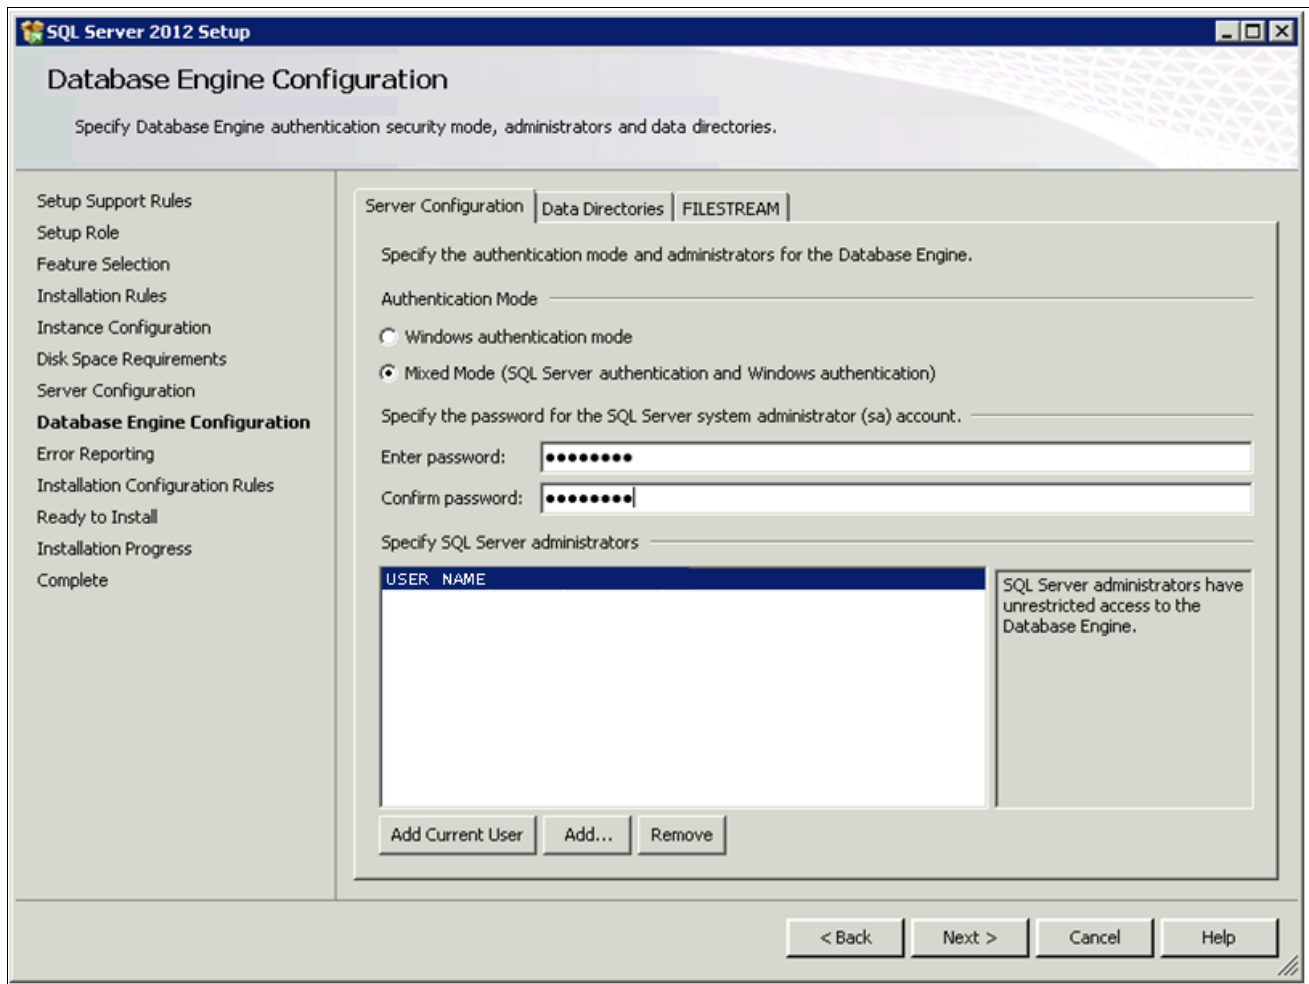 SQL Server 2012 Setup
Database Engine Configuration
Specify Database Engine authentication security mode, administrators and data directories.
Setup Support Rules
Setup Role
Feature Selection
Installation Rules
Instance Configuration
Disk Space Requirements
Server Configuration
Database Engine Configuration
Error Reporting
Installation Configuration Rules
Ready to Install
Installation Progress
Complete
Server Configuration Data Directories FILESTREAM
Specify the authentication mode and administrators for the Database Engine.
Authentication Mode
Windows authentication mode
Mixed Mode (SQL Server authentication and Windows authentication)
Specify the password for the SQL Server system administrator (sa) account.
Enter password: ●●●●●●●●
Confirm password: ●●●●●●●●
Specify SQL Server administrators
USER NAME
SQL Server administrators have
unrestricted access to the
Database Engine.
Add Current User Add... Remove
< Back Next > Cancel Help